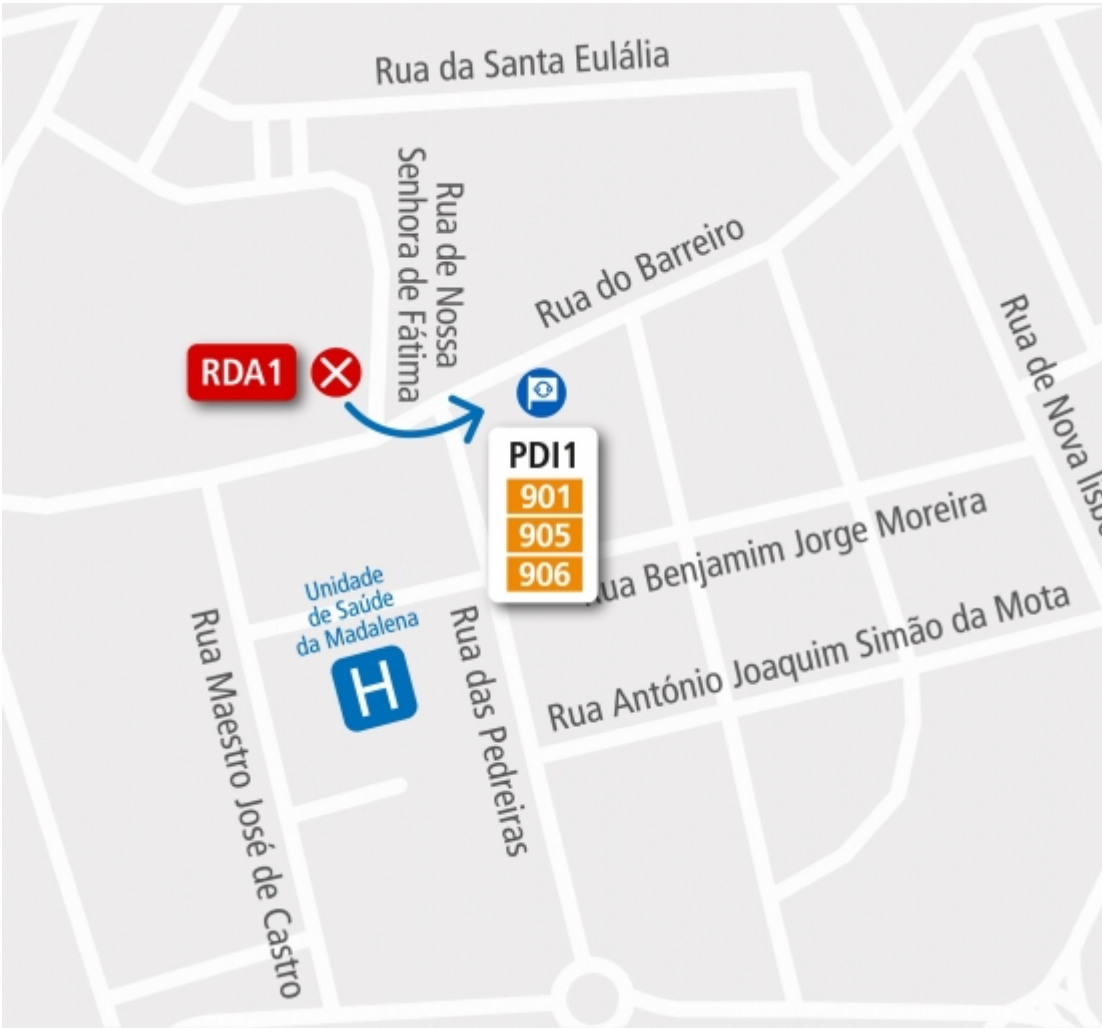 Rua da Santa Eulália
Rua de Nossa
Senhora de Fátima
Rua do Barreiro
RDA1
Rua de Nova lisbo
PDI1
901
905
906
Rua Benjamim Jorge Moreira
Unidade
de Saúde
da Madalena
H
Rua António Joaquim Simão da Mota
Rua Maestro José de Castro
Rua das Pedreiras